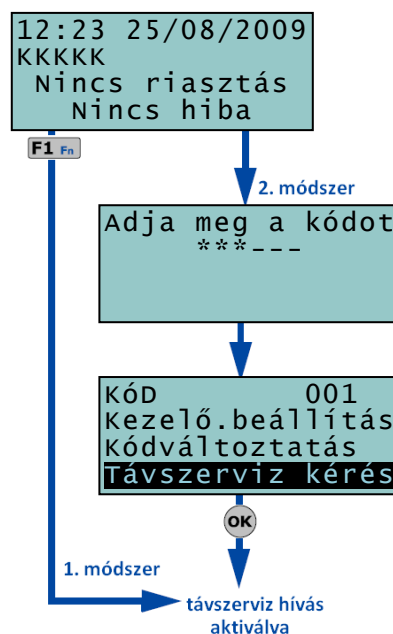 12:23 25/08/2009
KKKKK
Nincs riasztás
Nincs hiba
F1 Fn
2. módszer
Adja meg a kódot
***---
KóD 001
Kezelő.beállítás
Kódváltoztatás
Távszerviz kérés
OK
1. módszer
távszerviz hívás
aktiválva